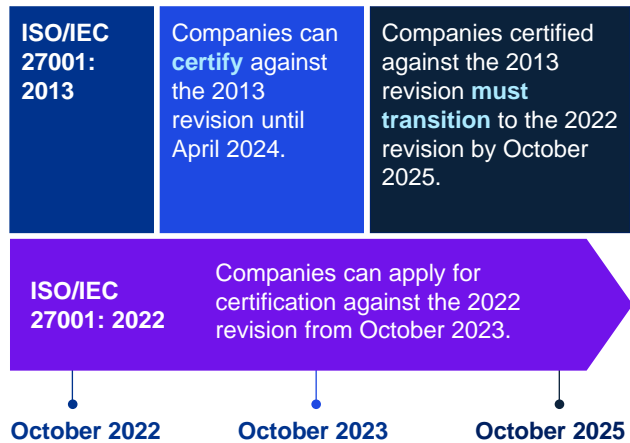 ISO/IEC
27001:
2013
Companies can
certify against
the 2013
revision until
April 2024.
Companies certified
against the 2013
revision must
transition to the 2022
revision by October
2025.
ISO/IEC
27001: 2022
Companies can apply for
certification against the 2022
revision from October 2023.
October 2022
October 2023
October 2025